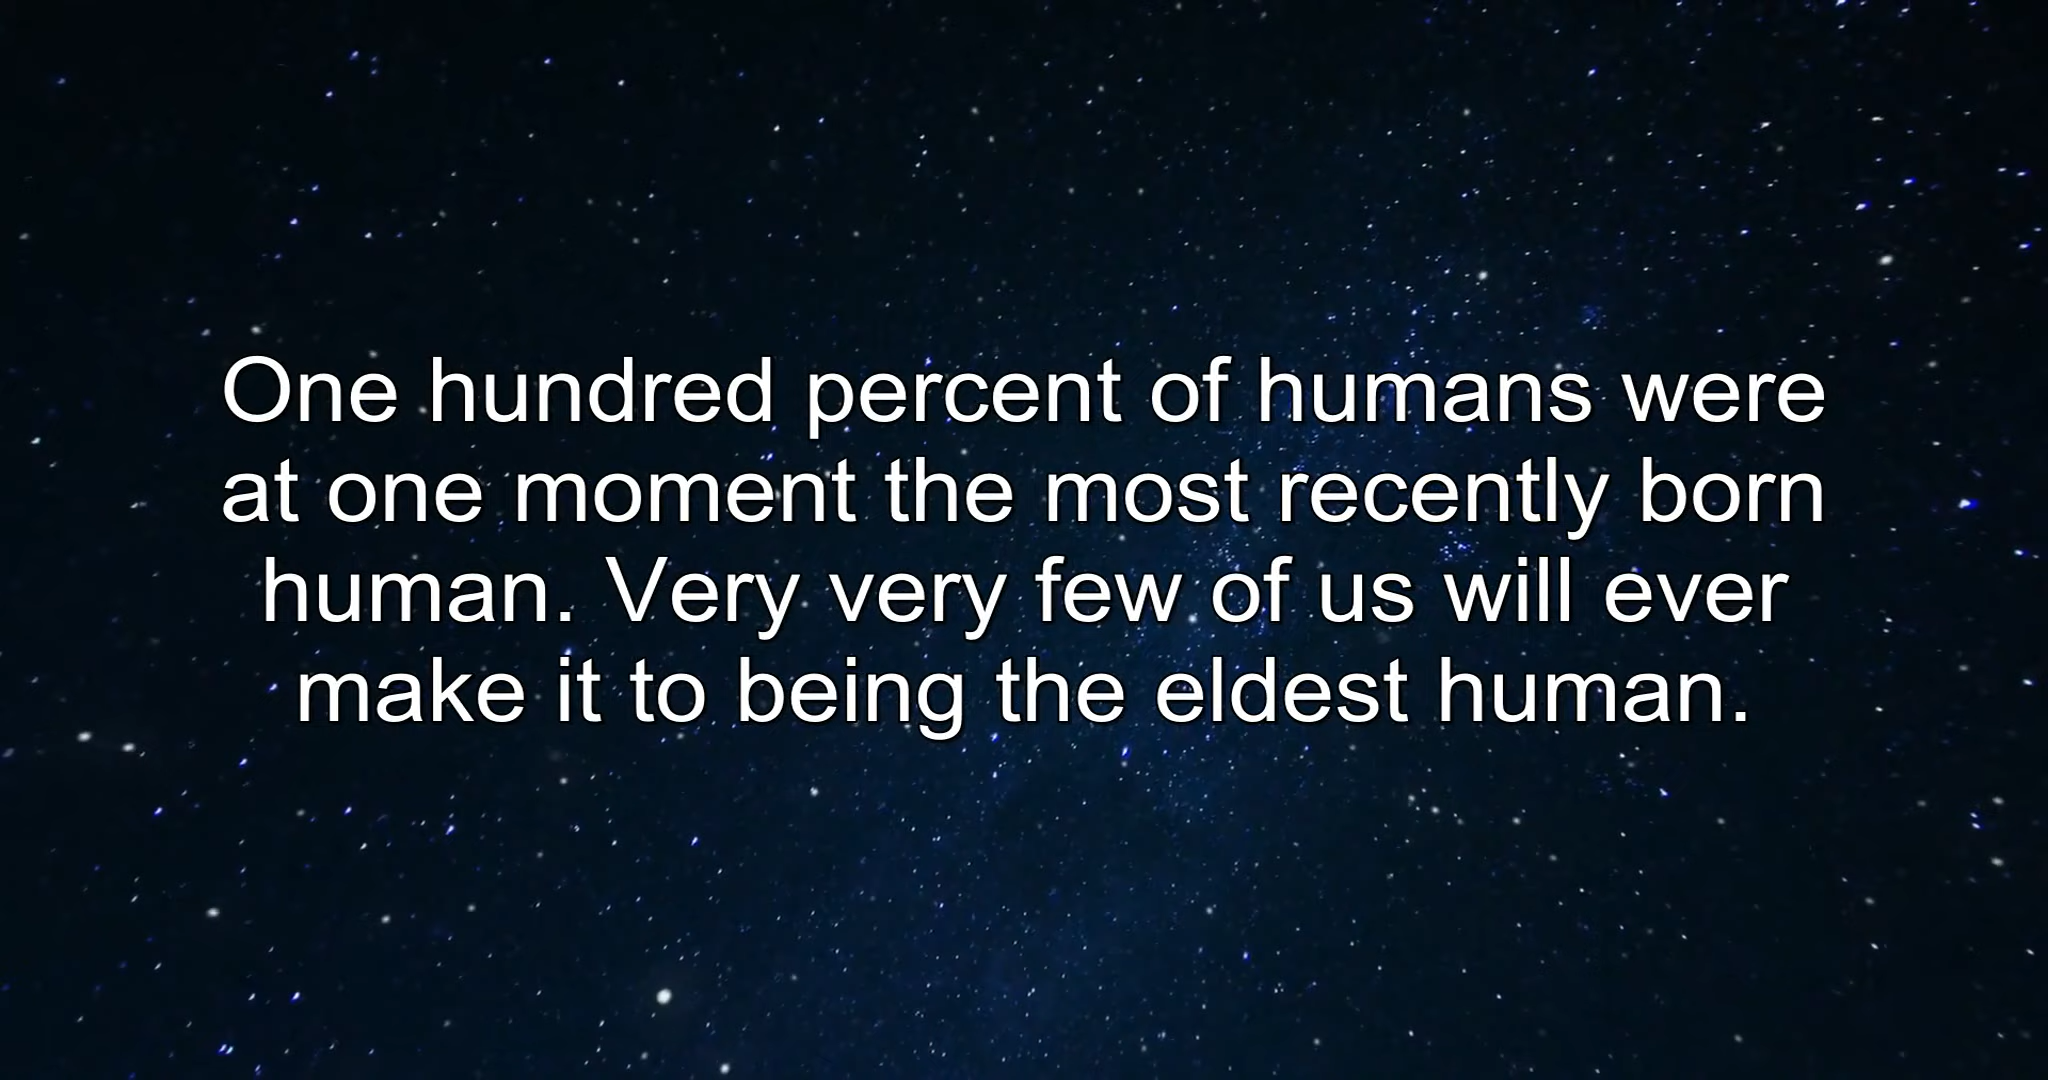 One hundred percent of humans were
at one moment the most recently born
human. Very very few of us will ever
make it to being the eldest human.